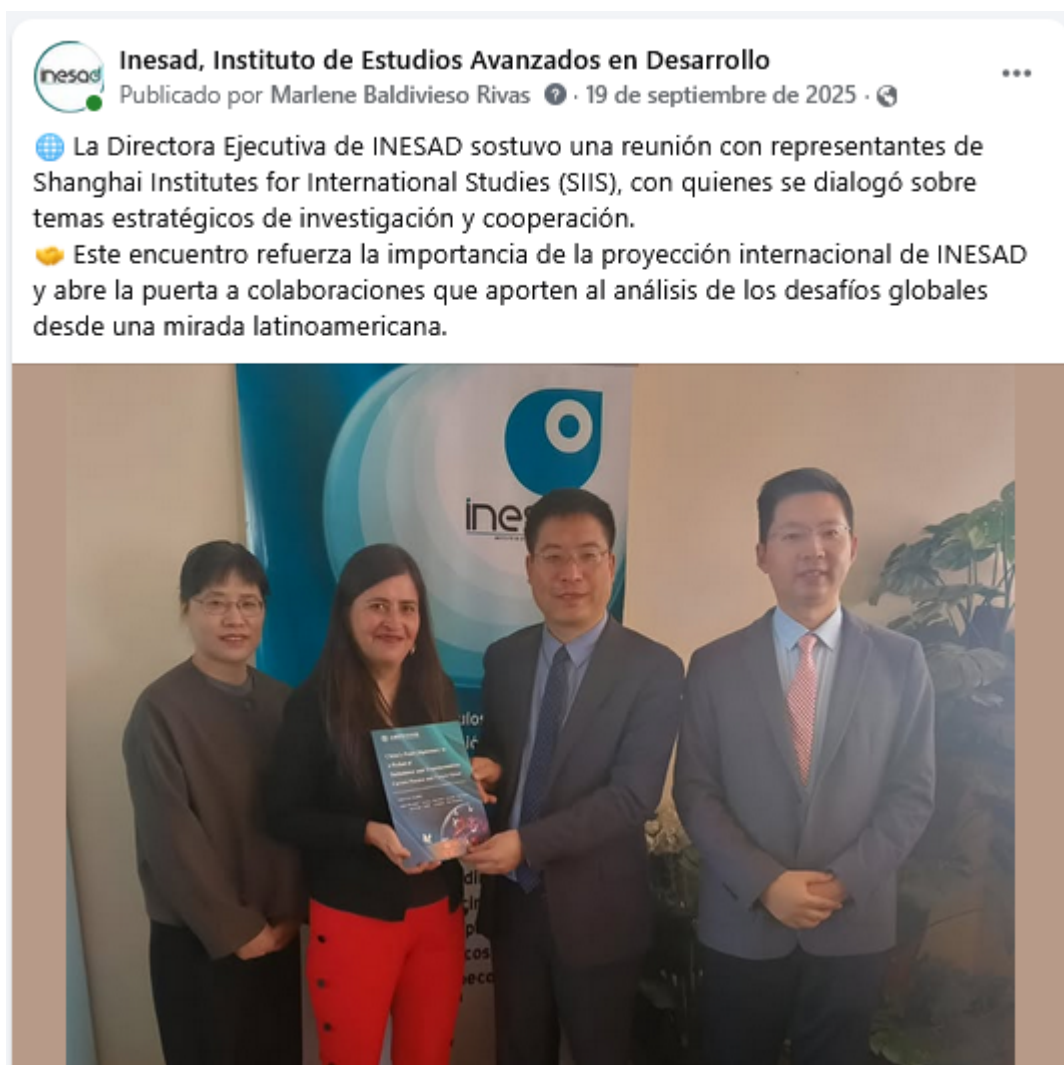 inesad
Inesad, Instituto de Estudios Avanzados en Desarrollo
Publicado por Marlene Baldivieso Rivas · 19 de septiembre de 2025 ·
🌐 La Directora Ejecutiva de INESAD sostuvo una reunión con representantes de
Shanghai Institutes for International Studies (SIIS), con quienes se dialogó sobre
temas estratégicos de investigación y cooperación.
🤝 Este encuentro refuerza la importancia de la proyección internacional de INESAD
y abre la puerta a colaboraciones que aporten al análisis de los desafíos globales
desde una mirada latinoamericana.
ines